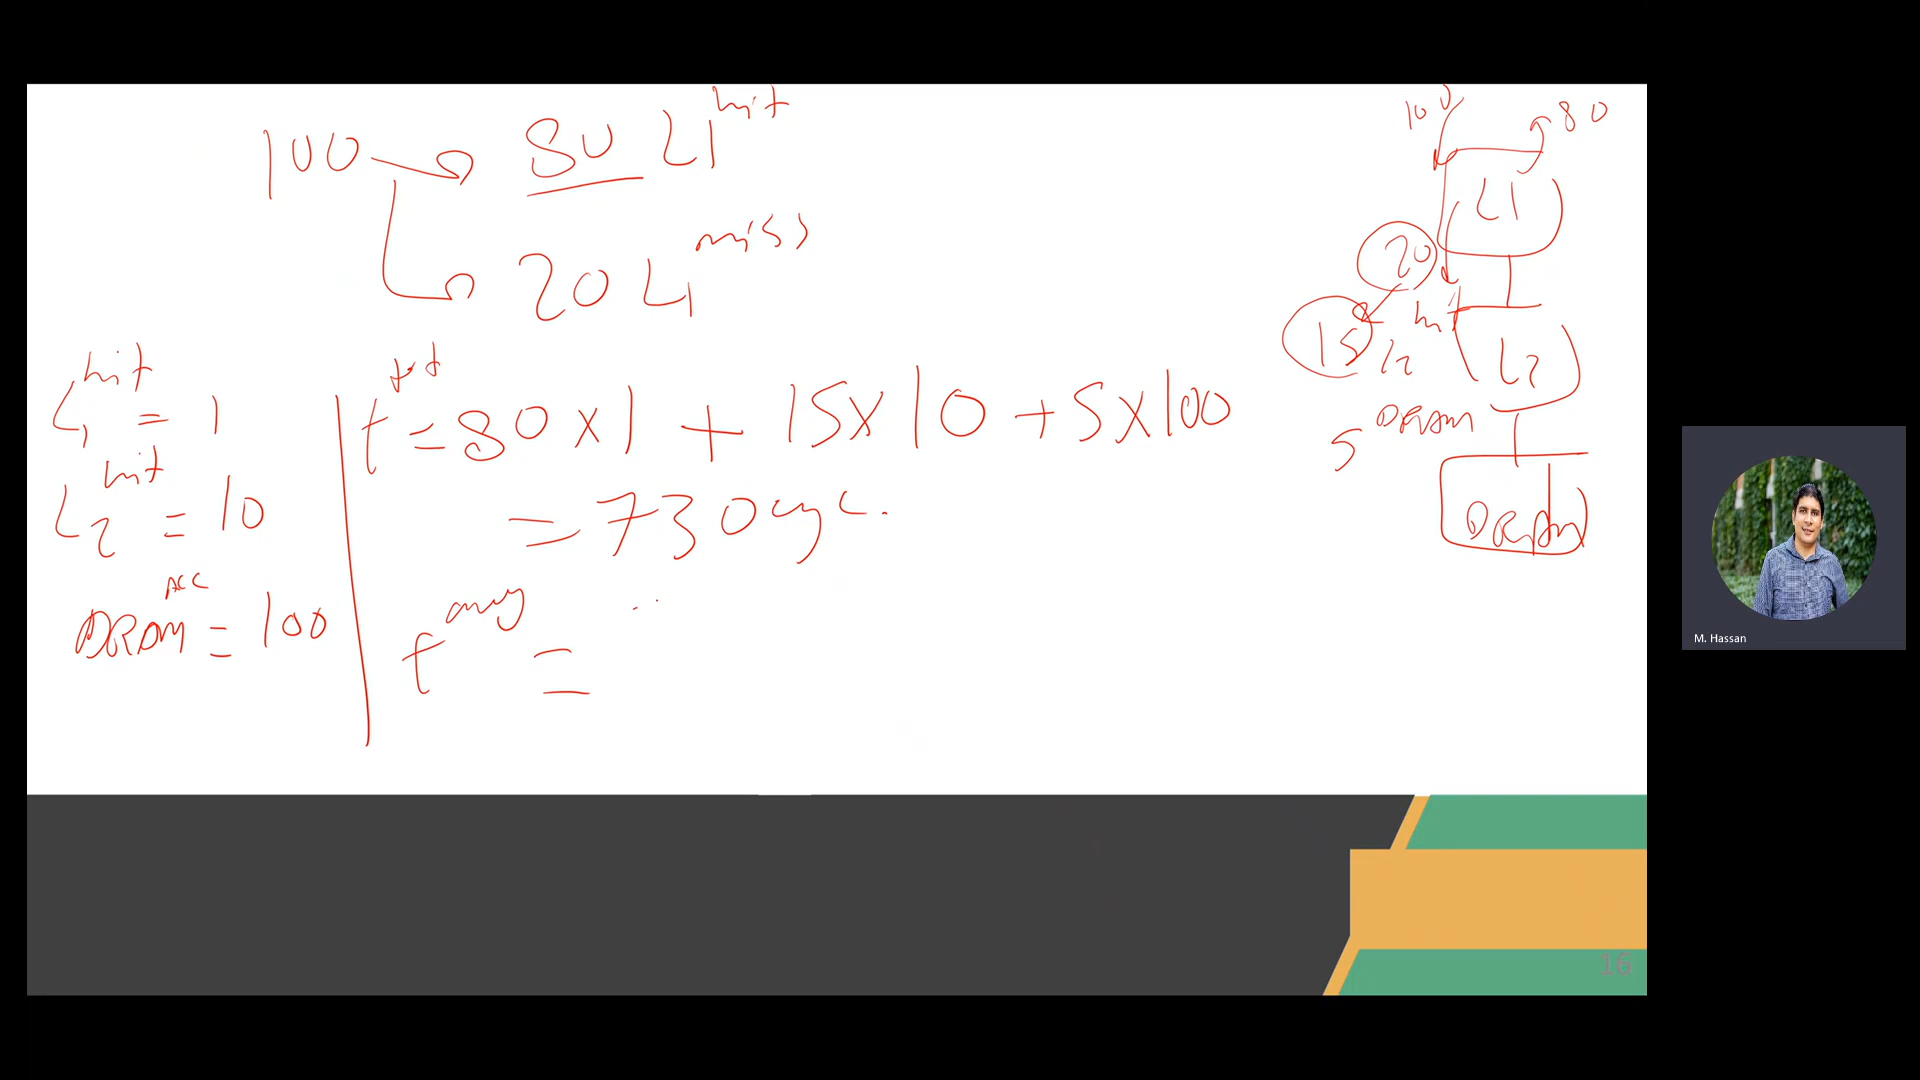 100 → 80 L1 hit
→ 20 L1 miss
L1 hit = 1
L2 hit = 10
DRAM ACC = 100
t tot = 80 x 1 + 15 x 10 + 5 x 100
= 730 cyc.
t avg =
100
80
L1
20
15 L2 hit
L2
5 DRAM
DRAM
M. Hassan
16